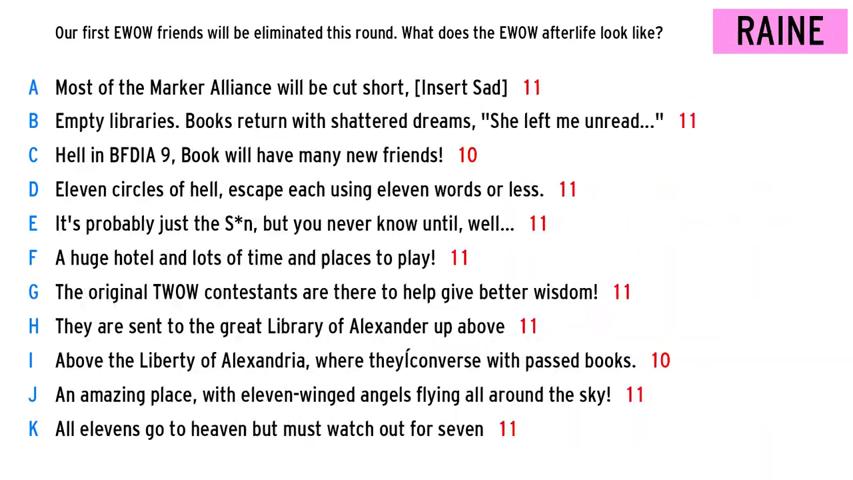 Our first EWOW friends will be eliminated this round. What does the EWOW afterlife look like?
RAINE
A Most of the Marker Alliance will be cut short, [Insert Sad] 11
B Empty libraries. Books return with shattered dreams, "She left me unread..." 11
C Hell in BFDIA 9, Book will have many new friends! 10
D Eleven circles of hell, escape each using eleven words or less. 11
E It's probably just the S*n, but you never know until, well... 11
F A huge hotel and lots of time and places to play! 11
G The original TWOW contestants are there to help give better wisdom! 11
H They are sent to the great Library of Alexander up above 11
I Above the Liberty of Alexandria, where theyÍconverse with passed books. 10
J An amazing place, with eleven-winged angels flying all around the sky! 11
K All elevens go to heaven but must watch out for seven 11